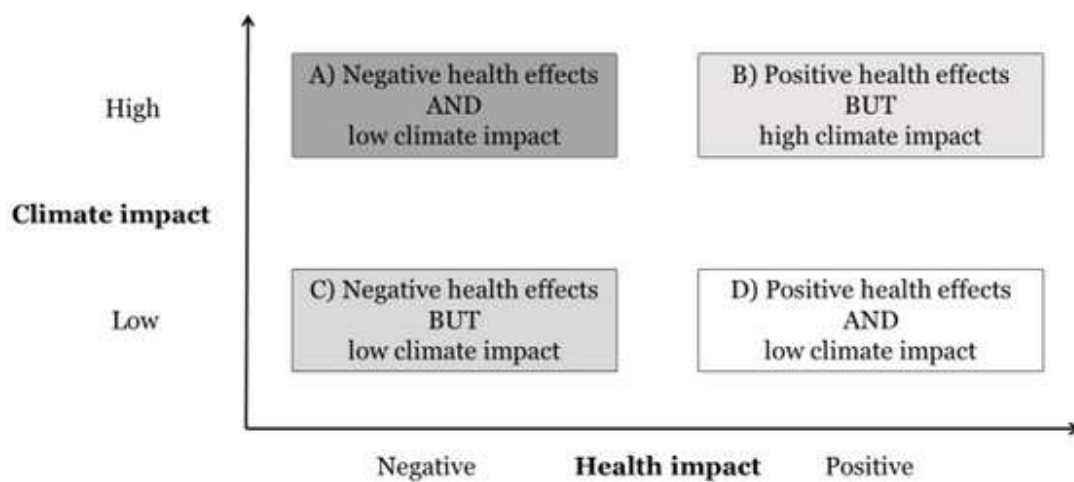 High
A) Negative health effects
AND
low climate impact
B) Positive health effects
BUT
high climate impact
Climate impact
Low
C) Negative health effects
BUT
low climate impact
D) Positive health effects
AND
low climate impact
Negative
Health impact
Positive